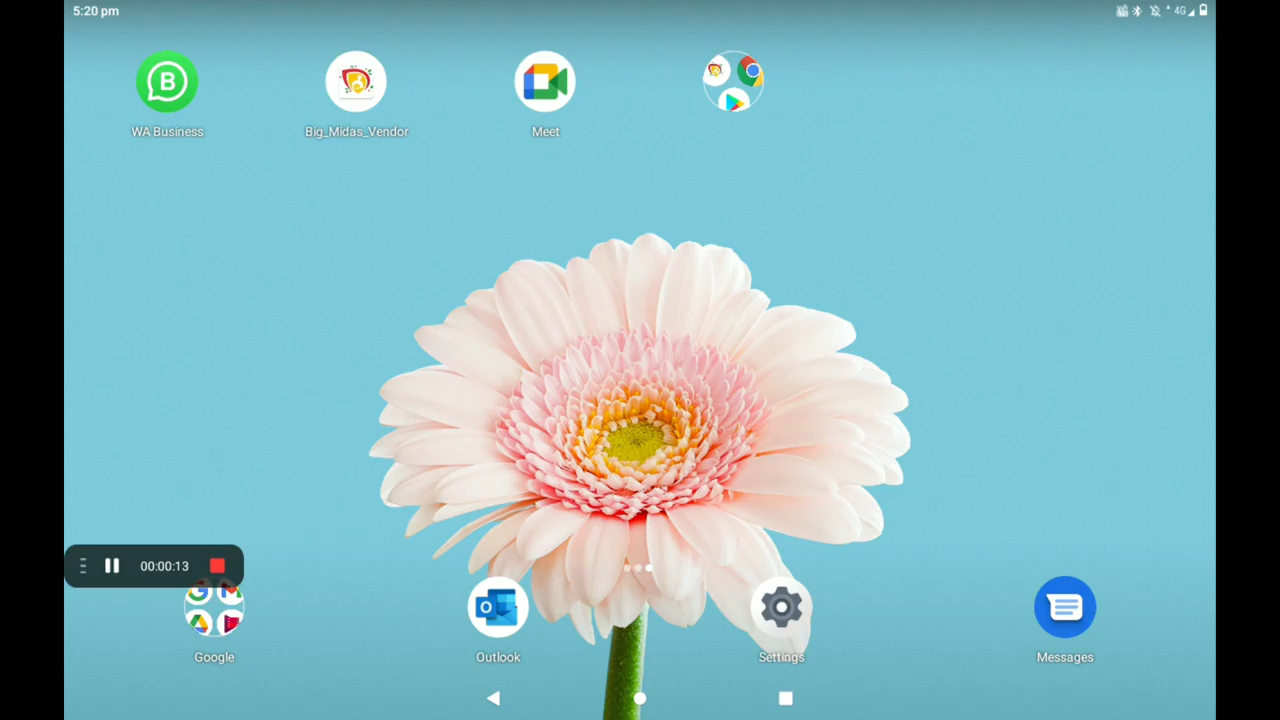 5:20 pm
4G
WA Business
Big_Midas_Vendor
Meet
00:00:13
Google
Outlook
Settings
Messages